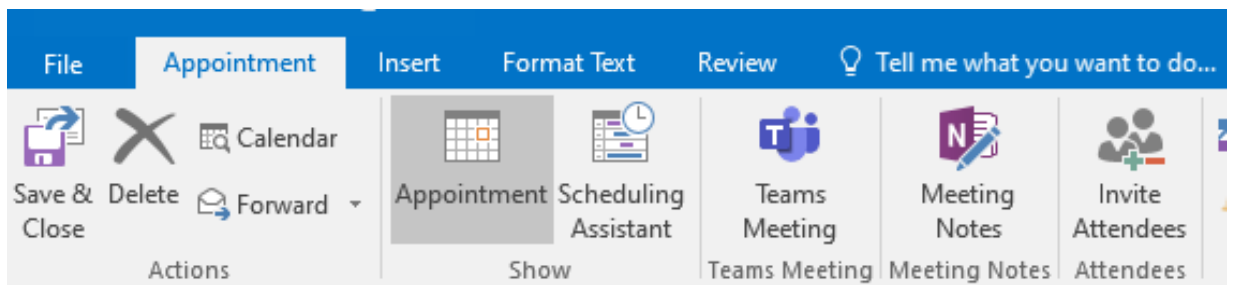 File Appointment Insert Format Text Review Tell me what you want to do...
Save & Close
Delete
Calendar
Forward
Actions
Appointment
Scheduling
Assistant
Show
Teams
Meeting
Teams Meeting
Meeting
Notes
Meeting Notes
Invite
Attendees
Attendees